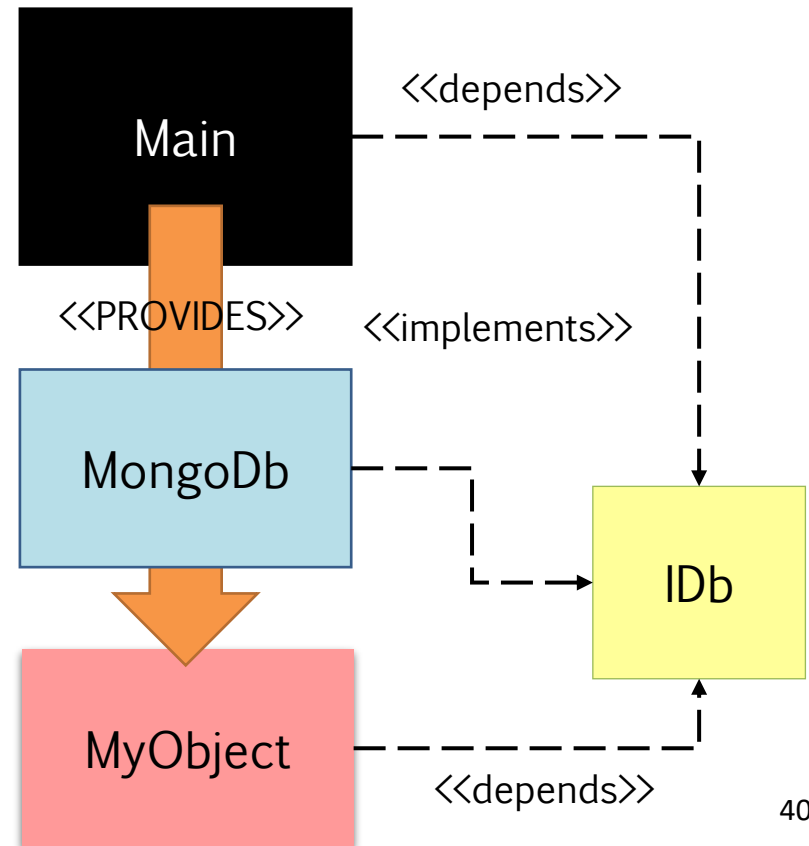 <<depends>>
Main
<<PROVIDES>>
<<implements>>
MongoDb
IDb
MyObject
<<depends>>
40